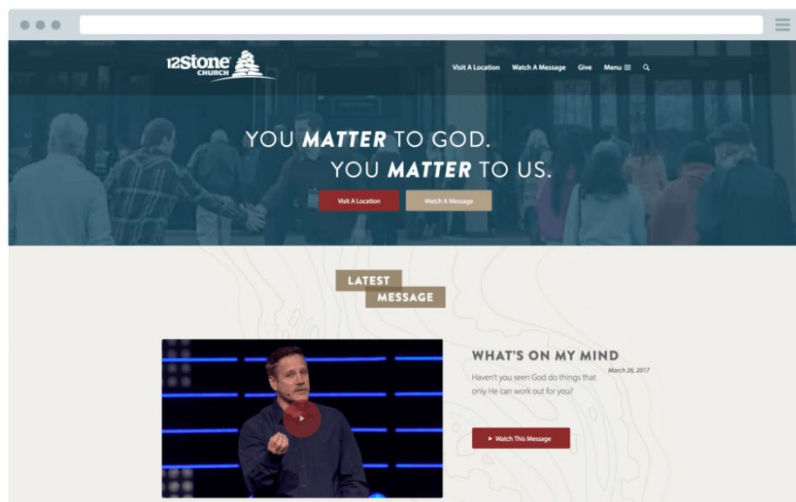 12Stone
CHURCH
Visit A Location Watch A Message Give Menu
YOU MATTER TO GOD.
YOU MATTER TO US.
Visit A Location Watch A Message
LATEST
MESSAGE
WHAT'S ON MY MIND
March 26, 2017
Haven't you seen God do things that
only He can work out for you?
Watch This Message